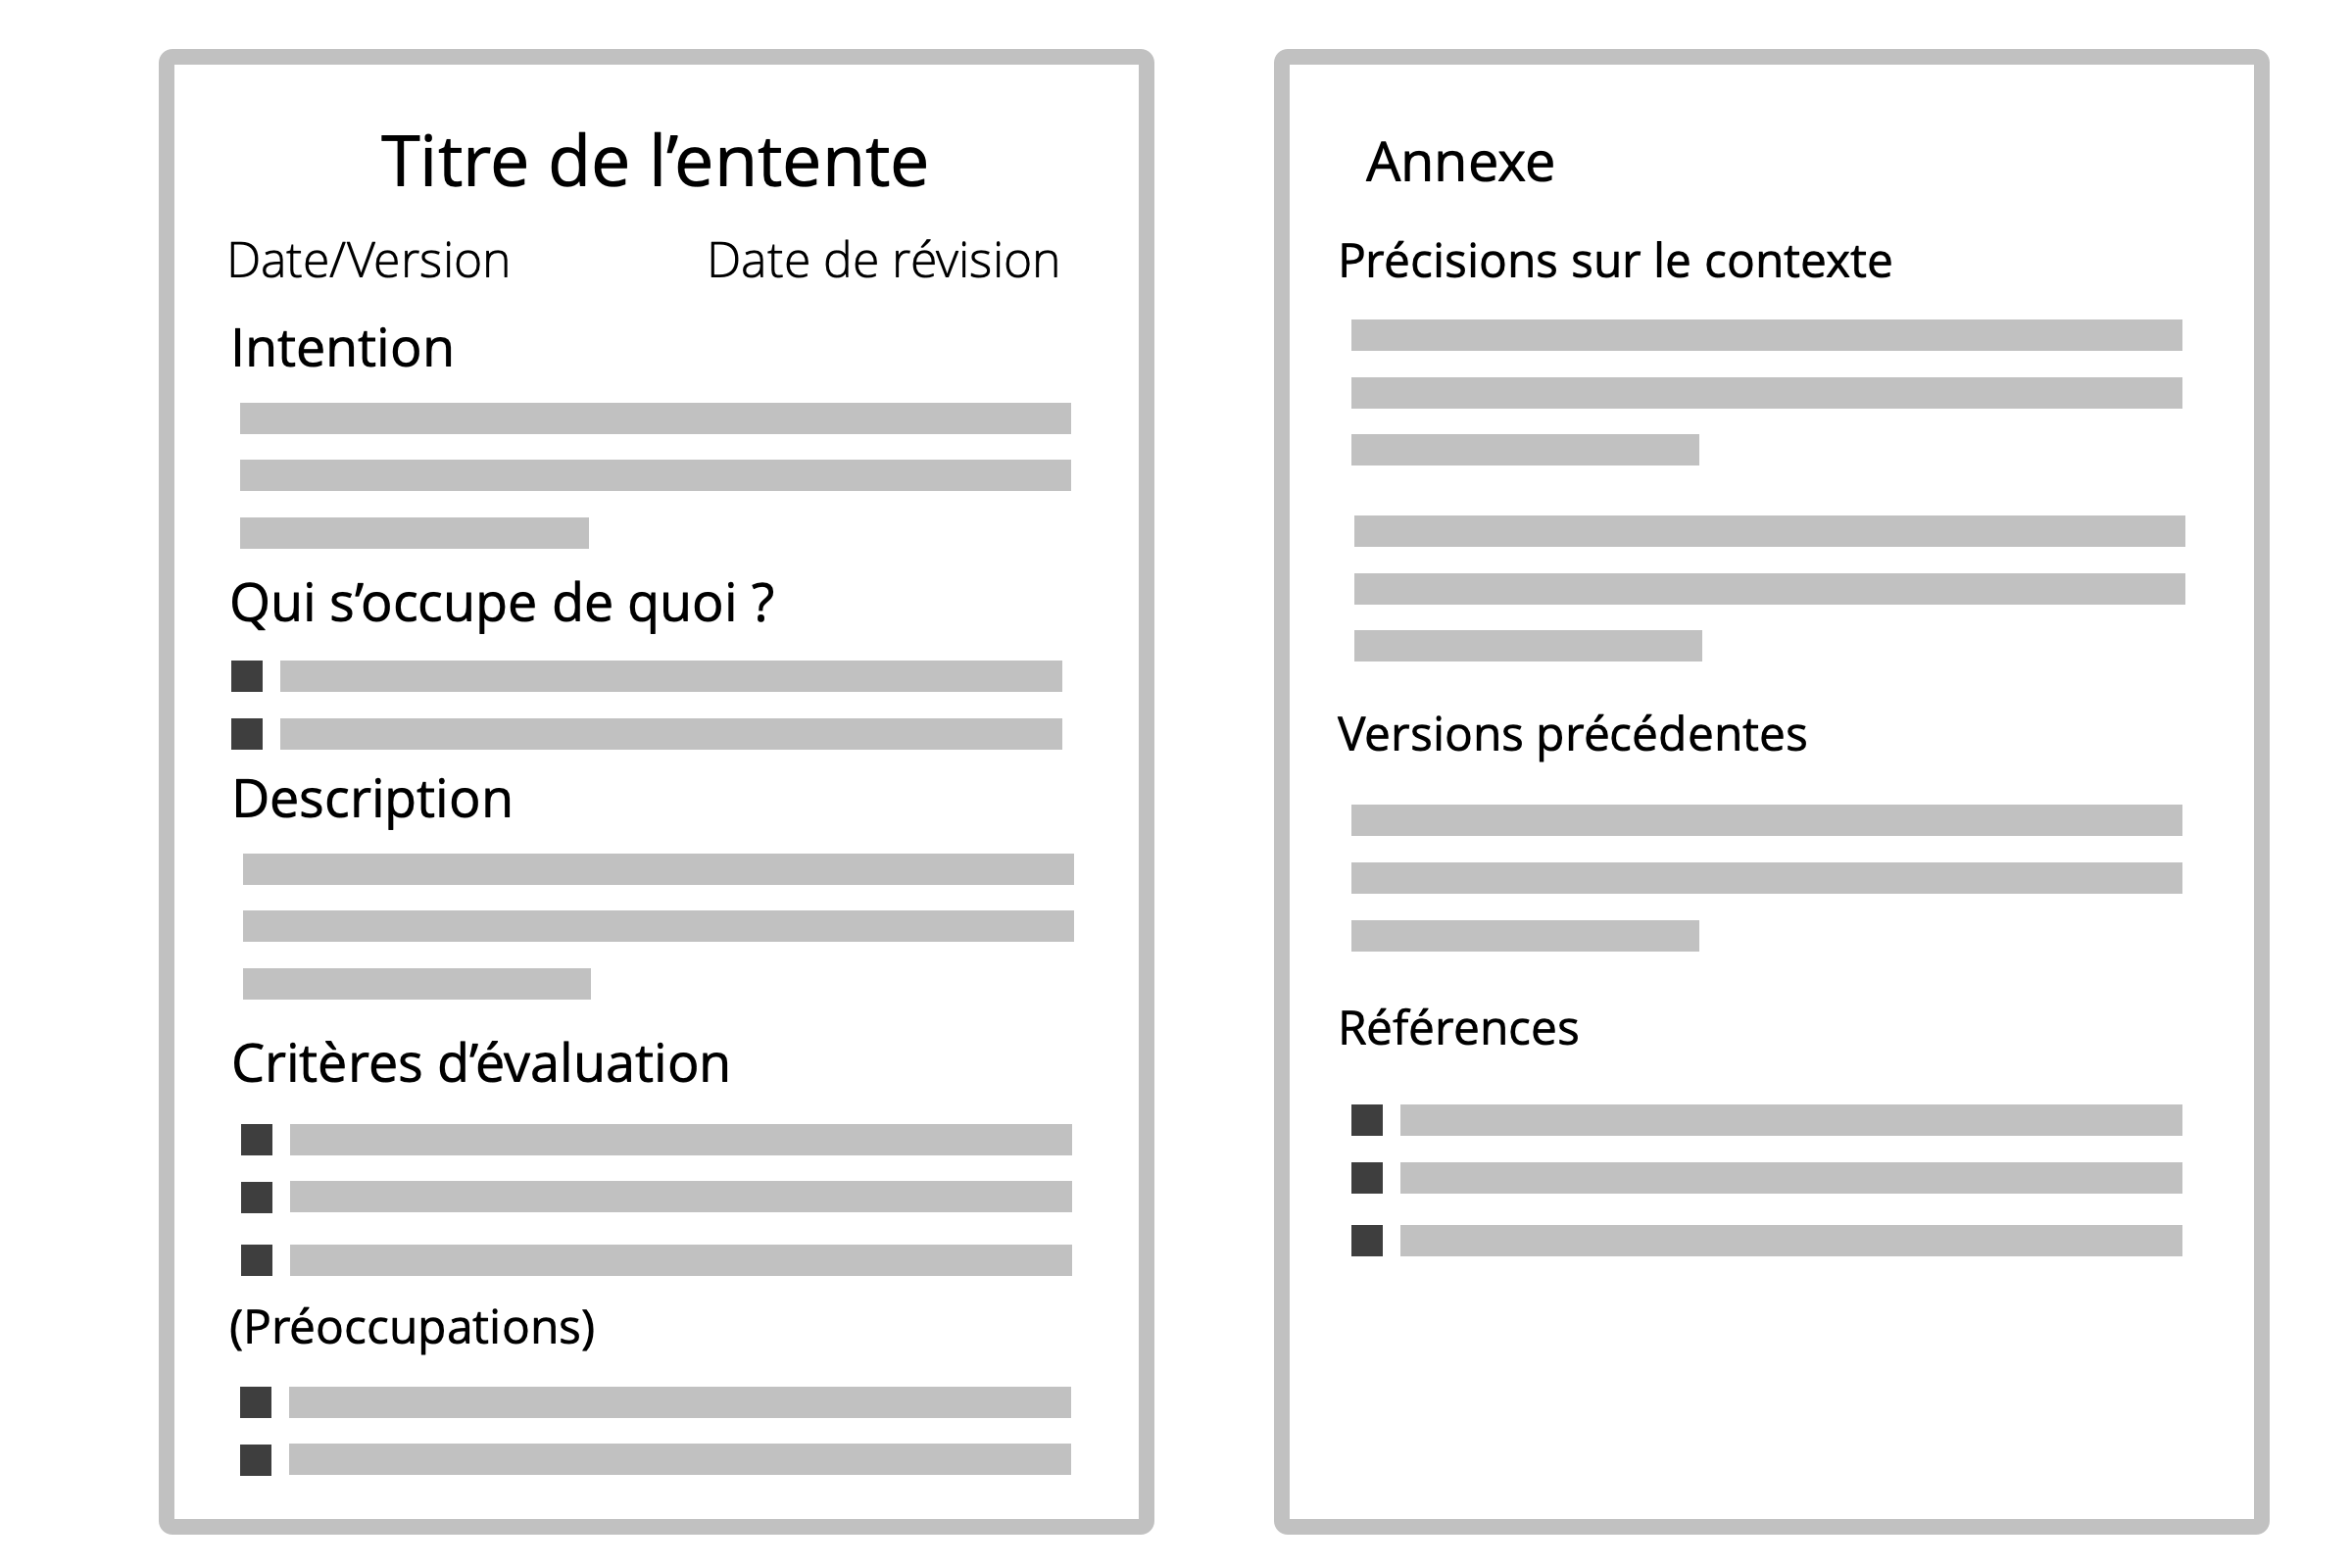 Titre de l’entente
Date/Version Date de révision
Intention
Qui s’occupe de quoi ?
Description
Critères d’évaluation
(Préoccupations)
Annexe
Précisions sur le contexte
Versions précédentes
Références